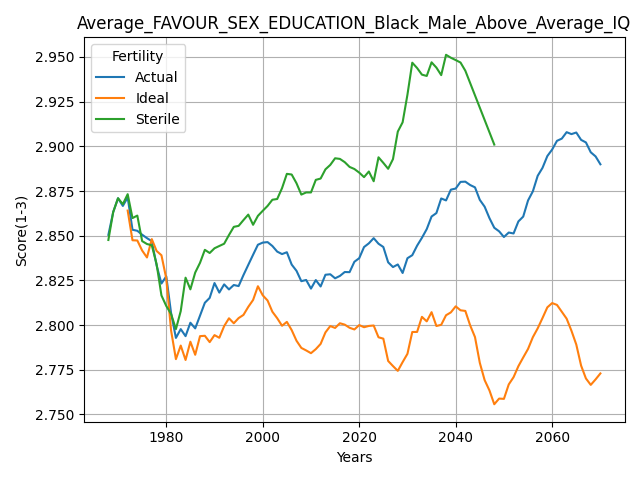 Average_FAVOUR_SEX_EDUCATION_Black_Male_Above_Average_IQ
Fertility
Actual
Ideal
Sterile
Score(1-3)
2.950
2.925
2.900
2.875
2.850
2.825
2.800
2.775
2.750
1980
2000
2020
2040
2060
Years